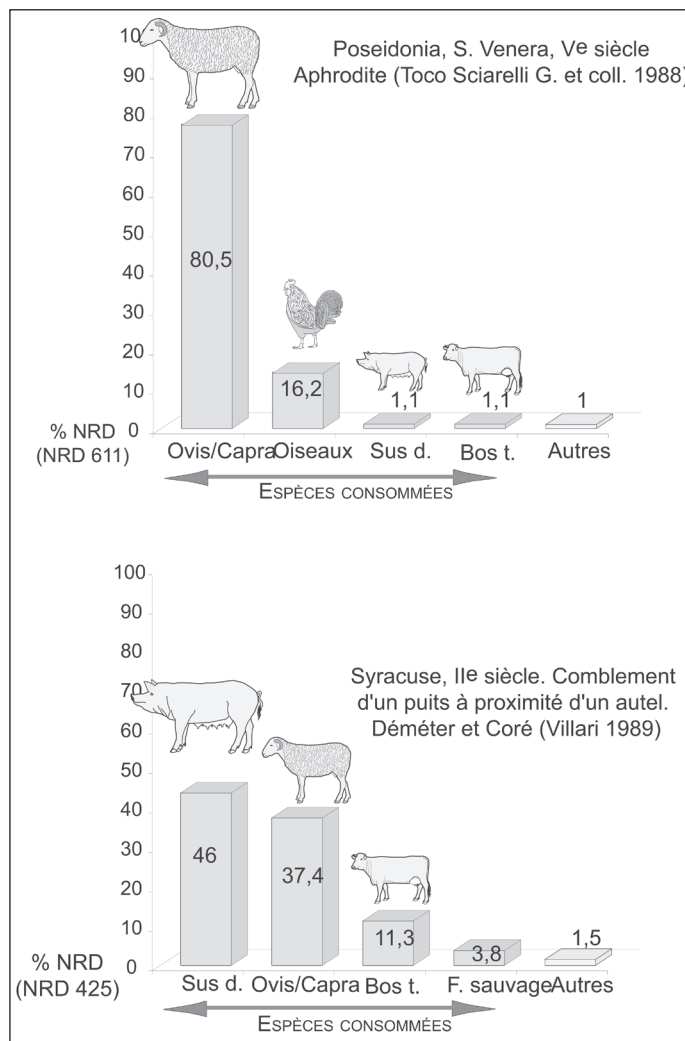 Poseidonia, S. Venera, Ve siècle
Aphrodite (Toco Sciarelli G. et coll. 1988)
100
90
80
70
60
50
40
30
20
10
0
80,5
16,2
1,1
1,1
1
% NRD
(NRD 611)
Ovis/Capra Oiseaux Sus d. Bos t. Autres
ESPÈCES CONSOMMÉES
100
90
80
70
60
50
40
30
20
10
0
Syracuse, IIe siècle. Comblement
d'un puits à proximité d'un autel.
Déméter et Coré (Villari 1989)
46
37,4
11,3
3,8
1,5
% NRD
(NRD 425)
Sus d. Ovis/Capra Bos t. F. sauvage Autres
ESPÈCES CONSOMMÉES